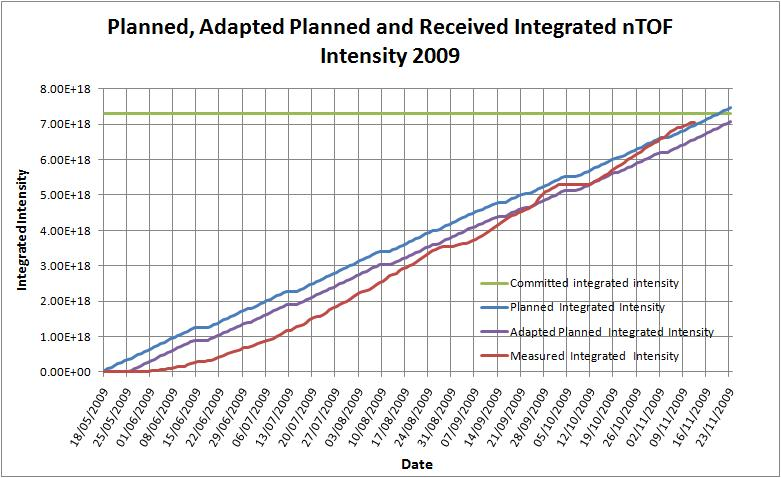 Planned, Adapted Planned and Received Integrated nTOF
Intensity 2009
8.00E+18
7.00E+18
6.00E+18
5.00E+18
4.00E+18
3.00E+18
2.00E+18
1.00E+18
0.00E+00
Integrated Intensity
Committed integrated intensity
Planned Integrated Intensity
Adapted Planned Integrated Intensity
Measured Integrated Intensity
18/05/2009
25/05/2009
01/06/2009
08/06/2009
15/06/2009
22/06/2009
29/06/2009
06/07/2009
13/07/2009
20/07/2009
27/07/2009
03/08/2009
10/08/2009
17/08/2009
24/08/2009
31/08/2009
07/09/2009
14/09/2009
21/09/2009
28/09/2009
05/10/2009
12/10/2009
19/10/2009
26/10/2009
02/11/2009
09/11/2009
16/11/2009
23/11/2009
Date